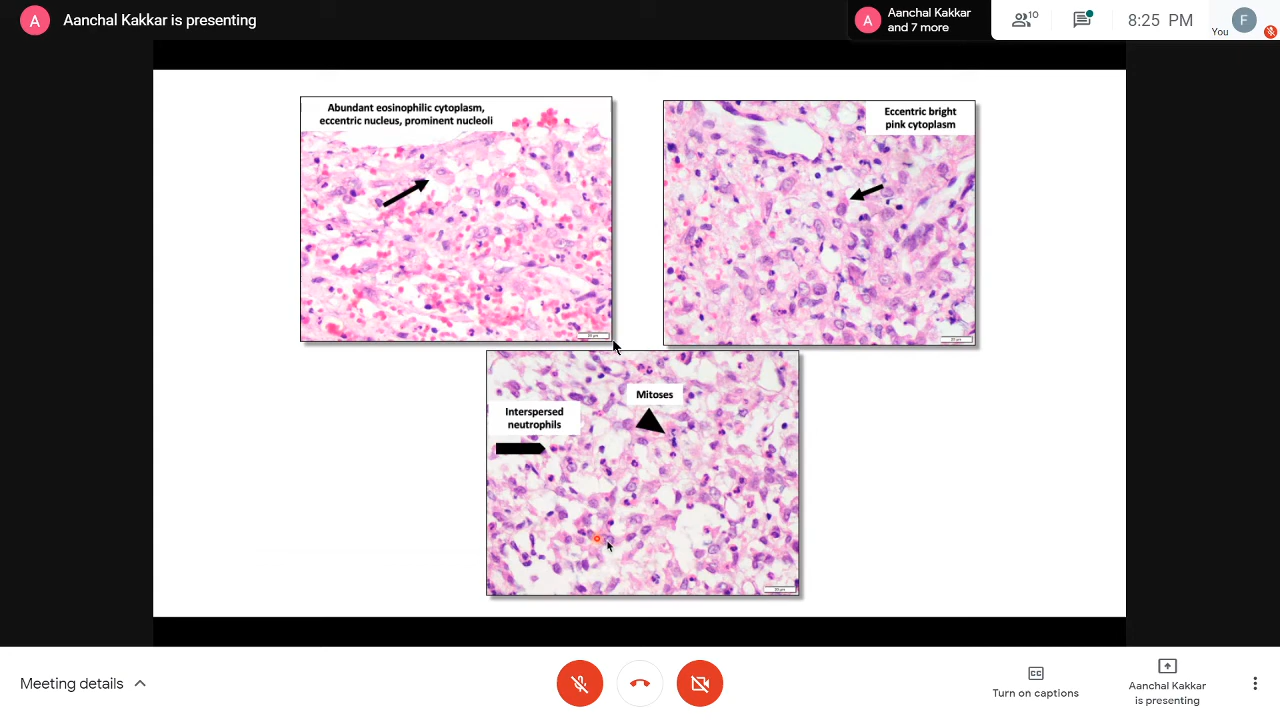 A
Aanchal Kakkar is presenting
A
Aanchal Kakkar
and 7 more
10
8:25 PM
You
F
Abundant eosinophilic cytoplasm,
eccentric nucleus, prominent nucleoli
Eccentric bright
pink cytoplasm
Mitoses
Interspersed
neutrophils
Meeting details
CC
Turn on captions
Aanchal Kakkar
is presenting